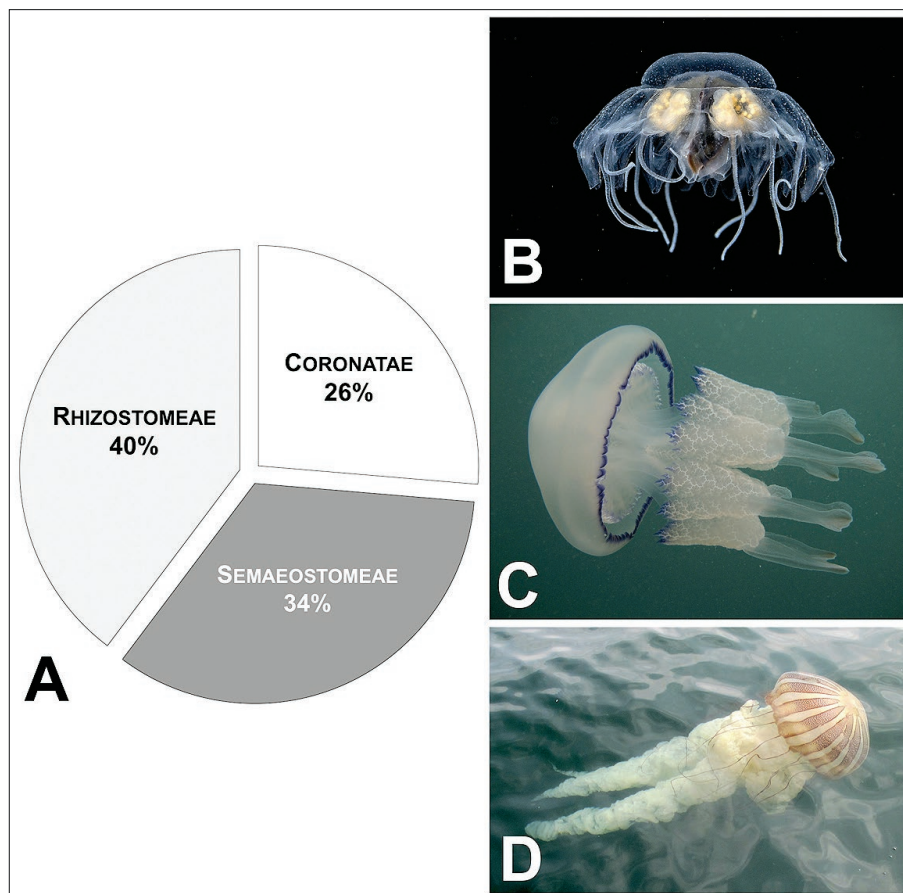 CORONATAE
26%
RHIZOSTOMEAE
40%
SEMAEOSTOMEAE
34%
A
B
C
D